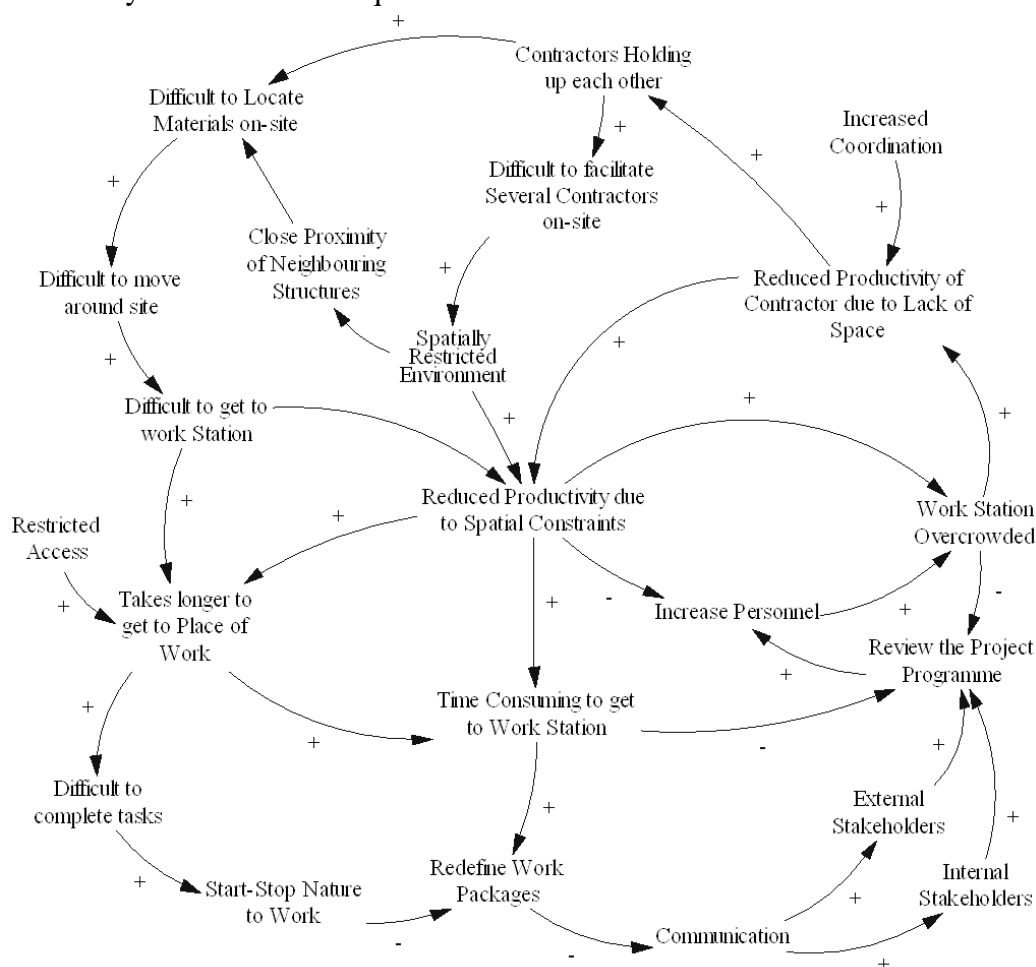 +
Contractors Holding
up each other
Difficult to Locate
Materials on-site
Increased
Coordination
+
+
+
Difficult to facilitate
Several Contractors
on-site
+
Close Proximity
of Neighbouring
Structures
Difficult to move
around site
+
Reduced Productivity of
Contractor due to Lack of
Space
Spatially
Restricted
Environment
+
+
Difficult to get to
work Station
+
+
+
+
Reduced Productivity due
to Spatial Constraints
+
Work Station
Overcrowded
Restricted
Access
+
Takes longer to
get to Place of
Work
+
-
Increase Personnel
+
-
Review the Project
Programme
+
+
Time Consuming to get
to Work Station
+
-
+
Difficult to
complete tasks
+
External
Stakeholders
+
+
Redefine Work
Packages
Internal
Stakeholders
+
Start-Stop Nature
to Work
+
-
Communication
-
+